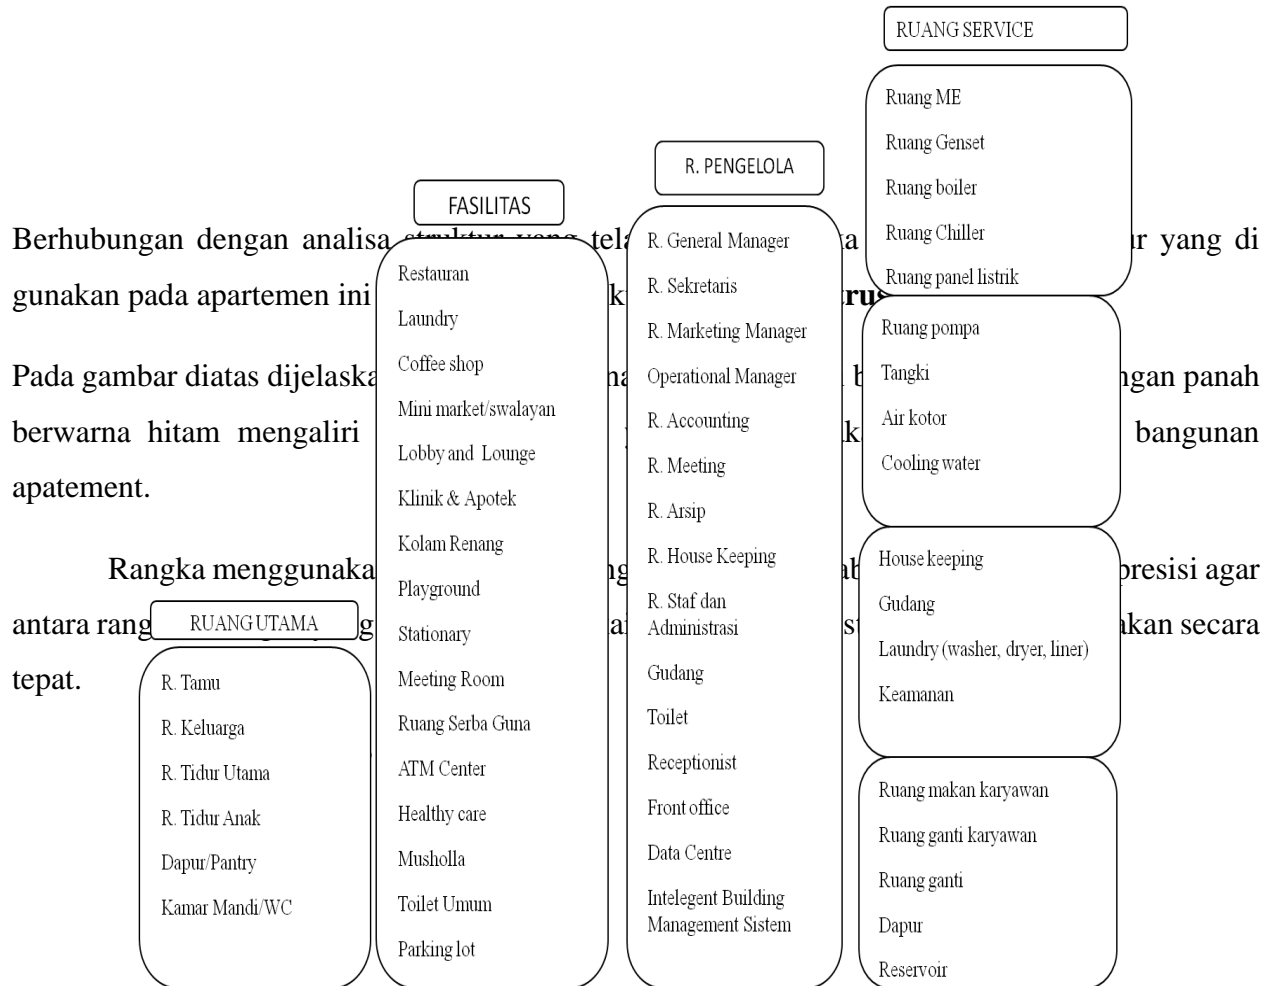 RUANG SERVICE
Ruang ME
Ruang Genset
Ruang boiler
Ruang Chiller
Ruang panel listrik
Ruang pompa
Tangki
Air kotor
Cooling water
House keeping
Gudang
Laundry (washer, dryer, liner)
Keamanan
Ruang makan karyawan
Ruang ganti karyawan
Ruang ganti
Dapur
Reservoir
R. PENGELOLA
R. General Manager
R. Sekretaris
R. Marketing Manager
Operational Manager
R. Accounting
R. Meeting
R. Arsip
R. House Keeping
R. Staf dan
Administrasi
Gudang
Toilet
Receptionist
Front office
Data Centre
Intelegent Building
Management Sistem
FASILITAS
Restauran
Laundry
Coffee shop
Mini market/swalayan
Lobby and Lounge
Klinik & Apotek
Kolam Renang
Playground
Stationary
Meeting Room
Ruang Serba Guna
ATM Center
Healthy care
Musholla
Toilet Umum
Parking lot
RUANG UTAMA
R. Tamu
R. Keluarga
R. Tidur Utama
R. Tidur Anak
Dapur/Pantry
Kamar Mandi/WC
Berhubungan dengan analisa struktur yang yang di
gunakan pada apartemen ini
Pada gambar diatas panah
berwarna hitam mengaliri bangunan
apatement.
Rangka presisi agar
antara secara
tepat.